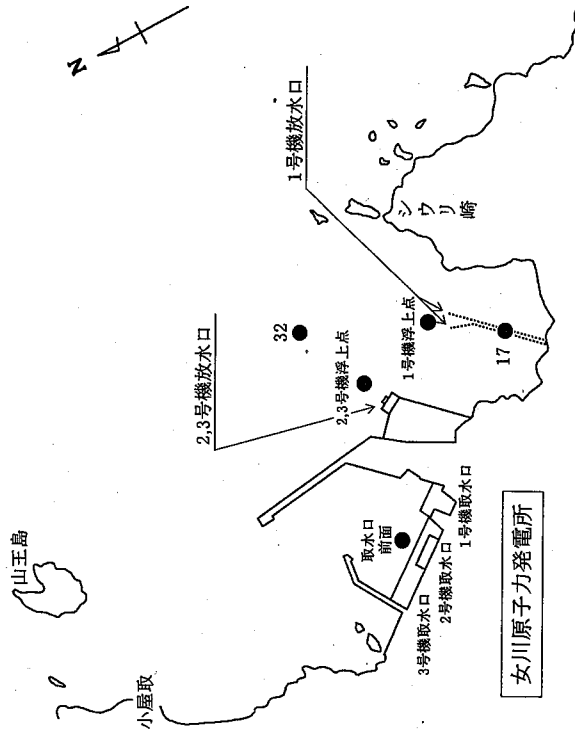 N
1号機放水口
2,3号機放水口
シウリ崎
32
1号機浮上点
17
2,3号機浮上点
山王島
取水口
前面
1号機取水口
2号機取水口
3号機取水口
小屋取
女川原子力発電所